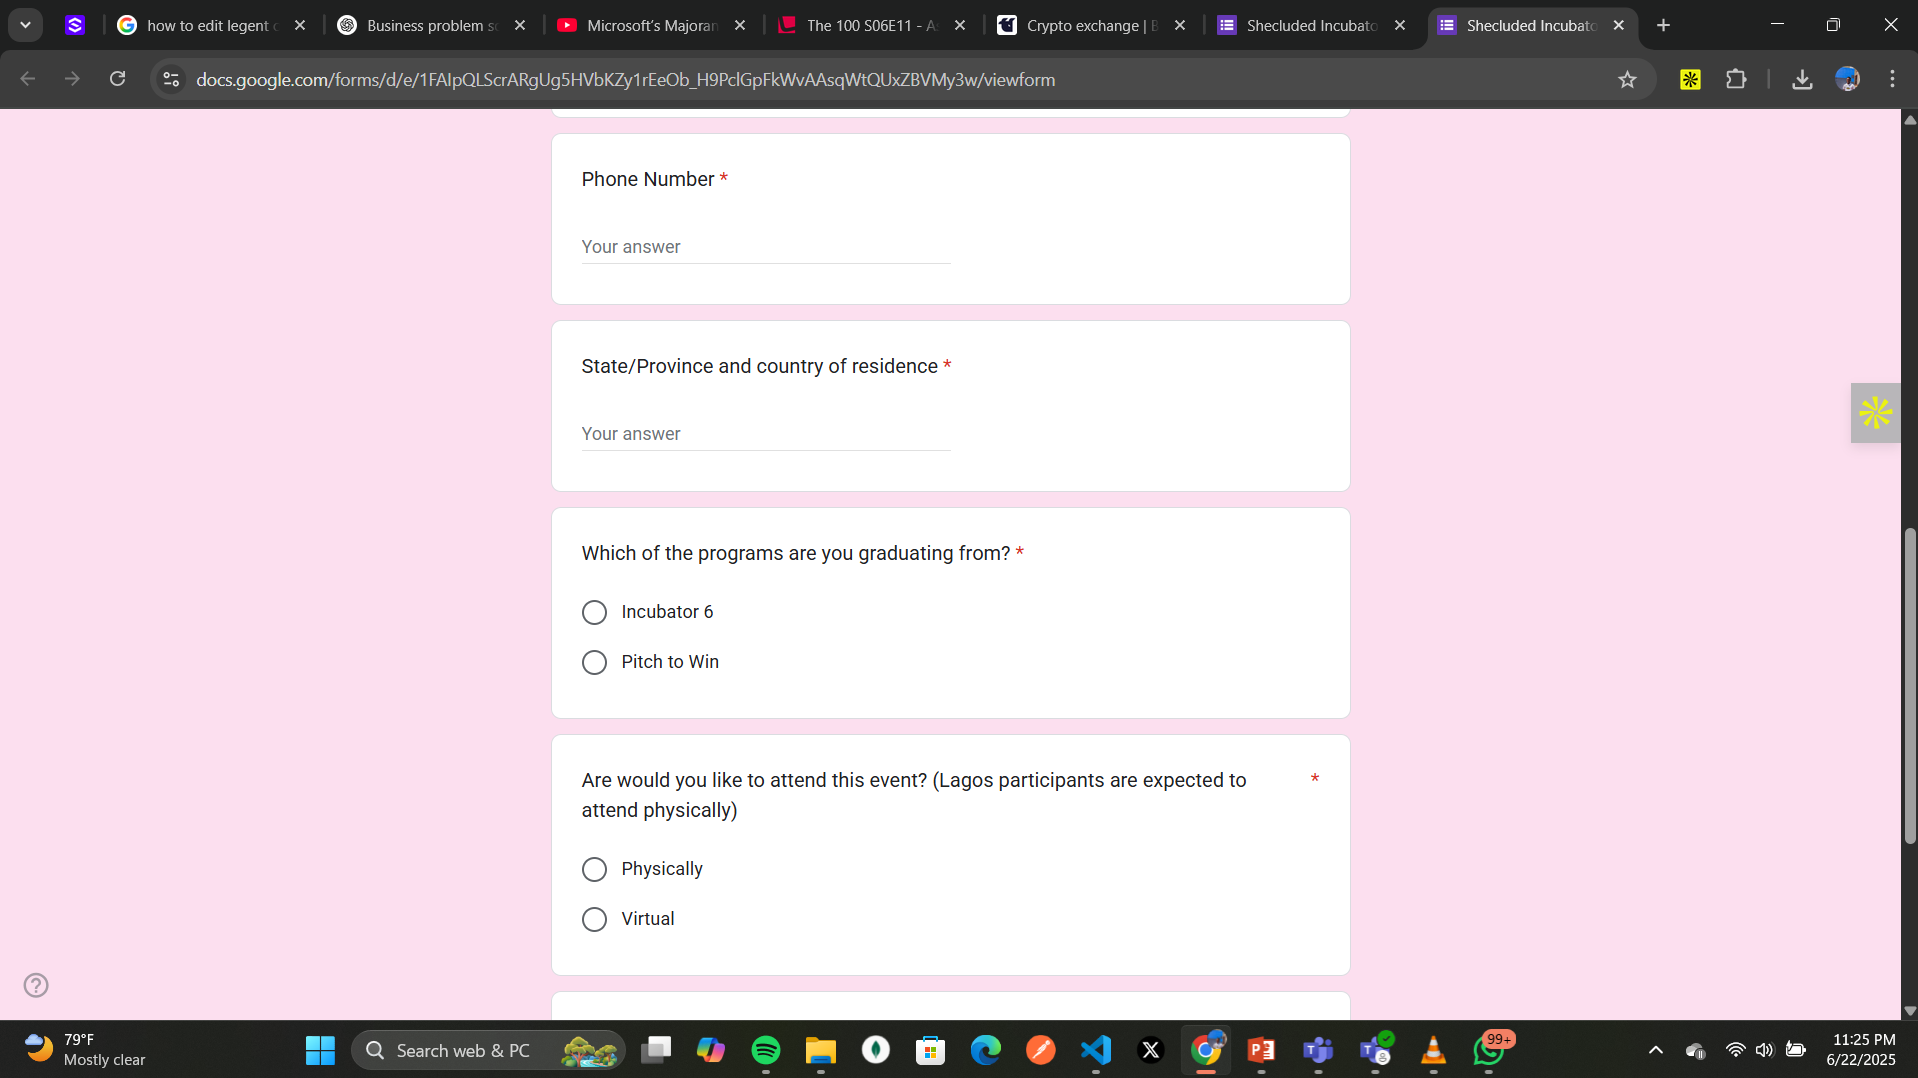 how to edit legent c
Business problem so
Microsoft's Majoran
The 100 S06E11 - As
Crypto exchange | B
Shecluded Incubato
Shecluded Incubato
docs.google.com/forms/d/e/1FAIpQLScrARgUg5HVbKZy1rEeOb_H9PclGpFkWvAAsqWtQUxZBVMy3w/viewform
Phone Number *
Your answer
State/Province and country of residence *
Your answer
Which of the programs are you graduating from? *
Incubator 6
Pitch to Win
Are would you like to attend this event? (Lagos participants are expected to *
attend physically)
Physically
Virtual
79°F
Mostly clear
Search web & PC
99+
11:25 PM
6/22/2025